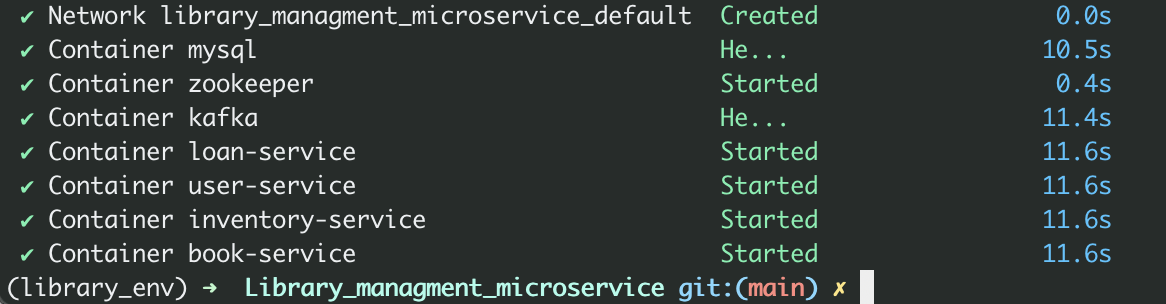 ✔ Network library_managment_microservice_default Created 0.0s
✔ Container mysql He... 10.5s
✔ Container zookeeper Started 0.4s
✔ Container kafka He... 11.4s
✔ Container loan-service Started 11.6s
✔ Container user-service Started 11.6s
✔ Container inventory-service Started 11.6s
✔ Container book-service Started 11.6s
(library_env) ➜ Library_managment_microservice git:(main) ✗